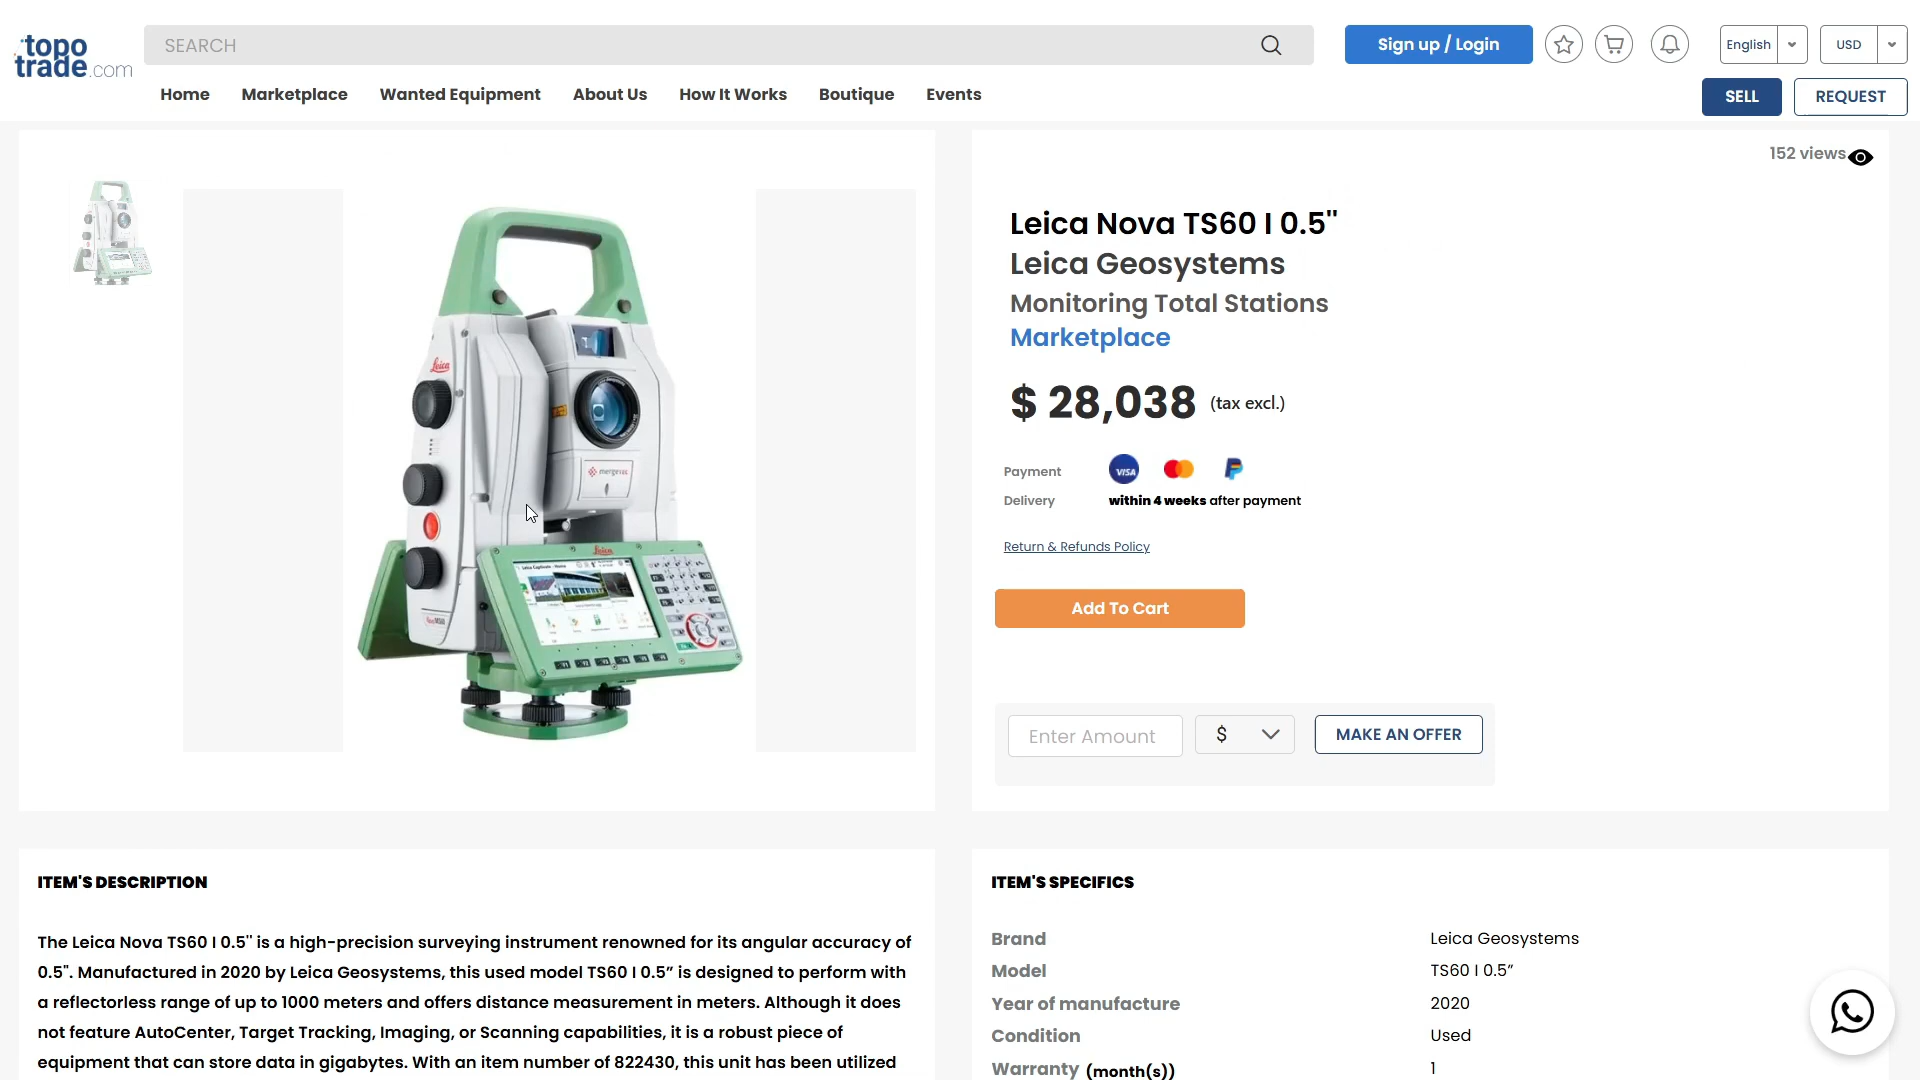 topo
trade.com
SEARCH
Sign up / Login
English
USD
Home
Marketplace
Wanted Equipment
About Us
How It Works
Boutique
Events
SELL
REQUEST
152 views
Leica Nova TS60 I 0.5"
Leica Geosystems
Monitoring Total Stations
Marketplace
$ 28,038 (tax excl.)
Payment
VISA
Delivery
within 4 weeks after payment
Return & Refunds Policy
Add To Cart
Enter Amount
$
MAKE AN OFFER
Leica
mergetec
Leica
Leica Captivate - Home
ITEM'S DESCRIPTION
The Leica Nova TS60 I 0.5" is a high-precision surveying instrument renowned for its angular accuracy of
0.5". Manufactured in 2020 by Leica Geosystems, this used model TS60 I 0.5” is designed to perform with
a reflectorless range of up to 1000 meters and offers distance measurement in meters. Although it does
not feature AutoCenter, Target Tracking, Imaging, or Scanning capabilities, it is a robust piece of
equipment that can store data in gigabytes. With an item number of 822430, this unit has been utilized
ITEM'S SPECIFICS
Brand Leica Geosystems
Model TS60 I 0.5”
Year of manufacture 2020
Condition Used
Warranty (month(s)) 1